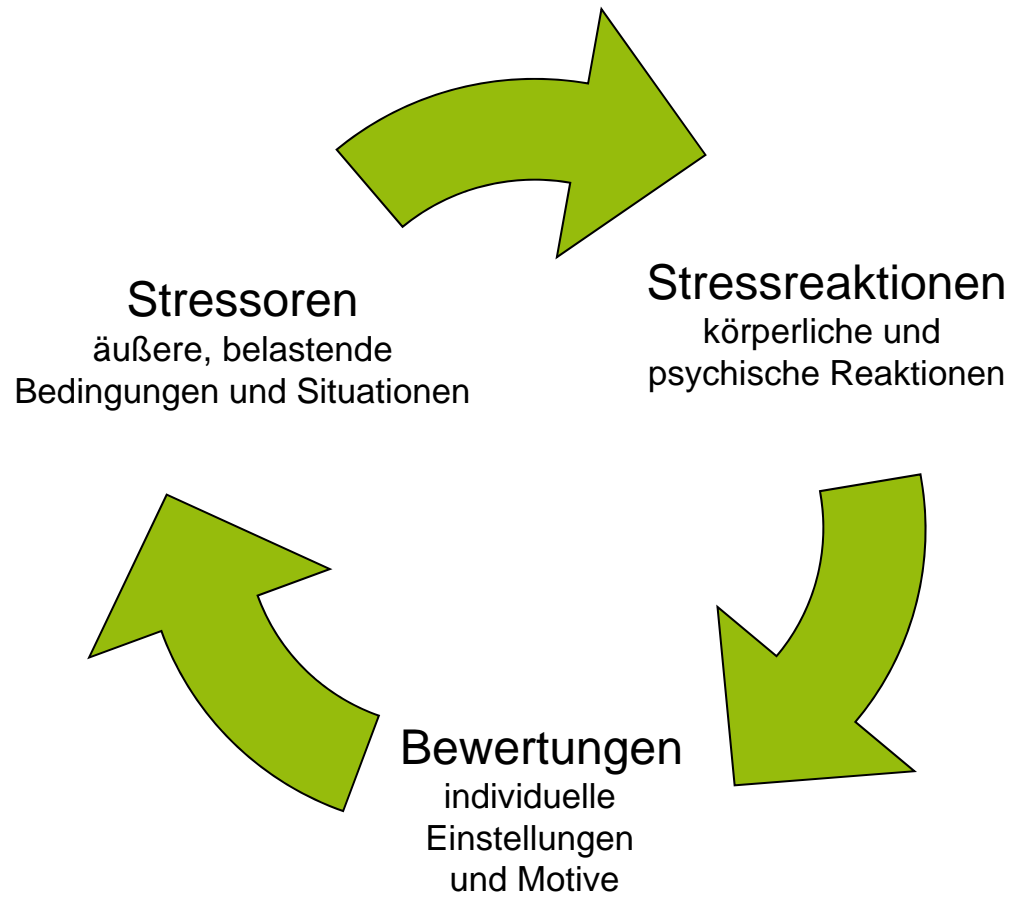 Stressoren
äußere, belastende
Bedingungen und Situationen
Stressreaktionen
körperliche und
psychische Reaktionen
Bewertungen
individuelle
Einstellungen
und Motive